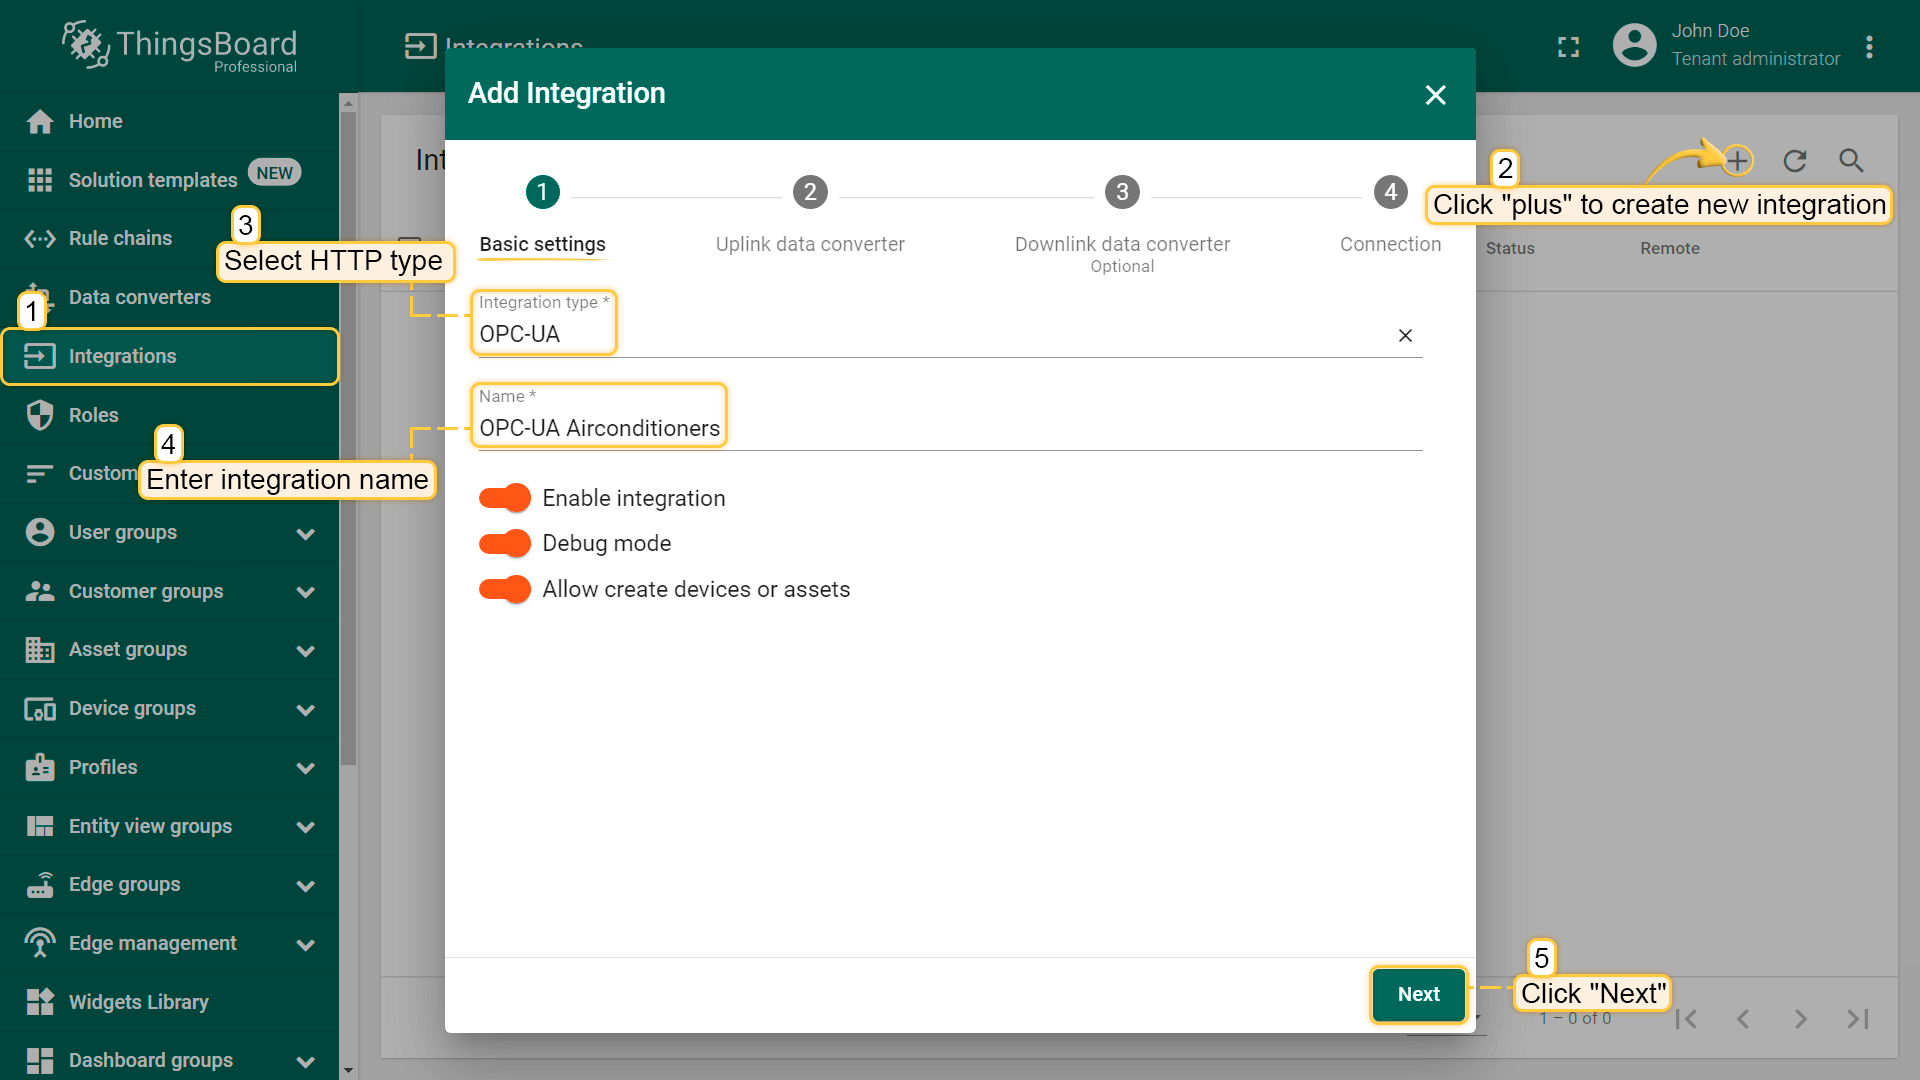 ThingsBoard
Professional
Integrations
John Doe
Tenant administrator
Home
Solution templates NEW
Rule chains
Data converters
1
Integrations
Roles
Custom
User groups
Customer groups
Asset groups
Device groups
Profiles
Entity view groups
Edge groups
Edge management
Widgets Library
Dashboard groups
Int
2
Click "plus" to create new integration
Status
Remote
Add Integration
1
2
3
4
Basic settings
Uplink data converter
Downlink data converter
Optional
Connection
3
Select HTTP type
Integration type *
OPC-UA
4
Enter integration name
Name *
OPC-UA Airconditioners
Enable integration
Debug mode
Allow create devices or assets
Next
5
Click "Next"
1 – 0 of 0